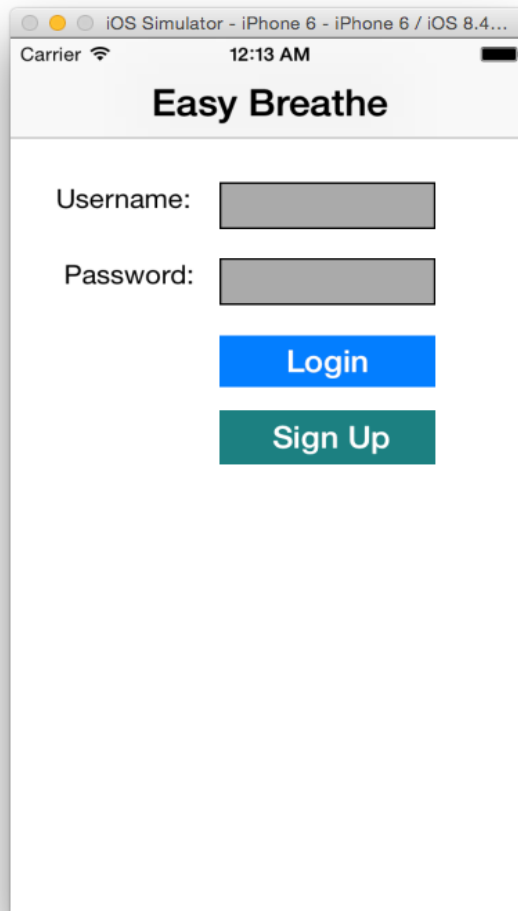 iOS Simulator - iPhone 6 - iPhone 6 / iOS 8.4...
Carrier 12:13 AM
Easy Breathe
Username:
Password:
Login
Sign Up